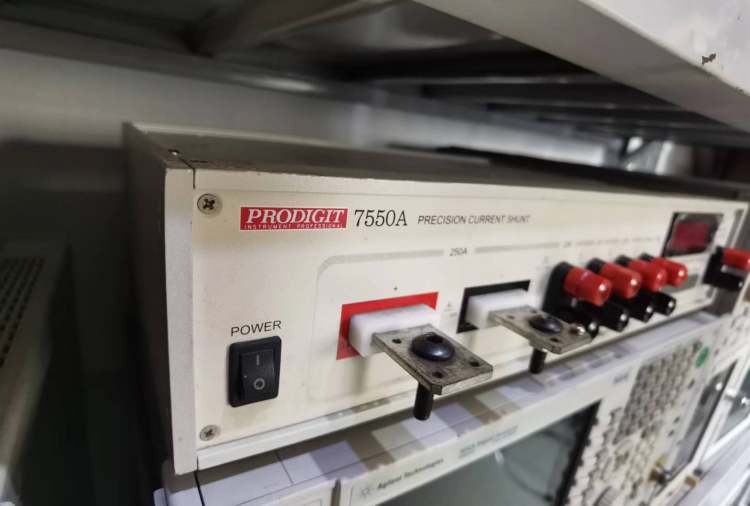 PRODIGIT
INSTRUMENT PROFESSIONAL
7550A
PRECISION CURRENT SHUNT
250A
+
POWER
Agilent Technologies